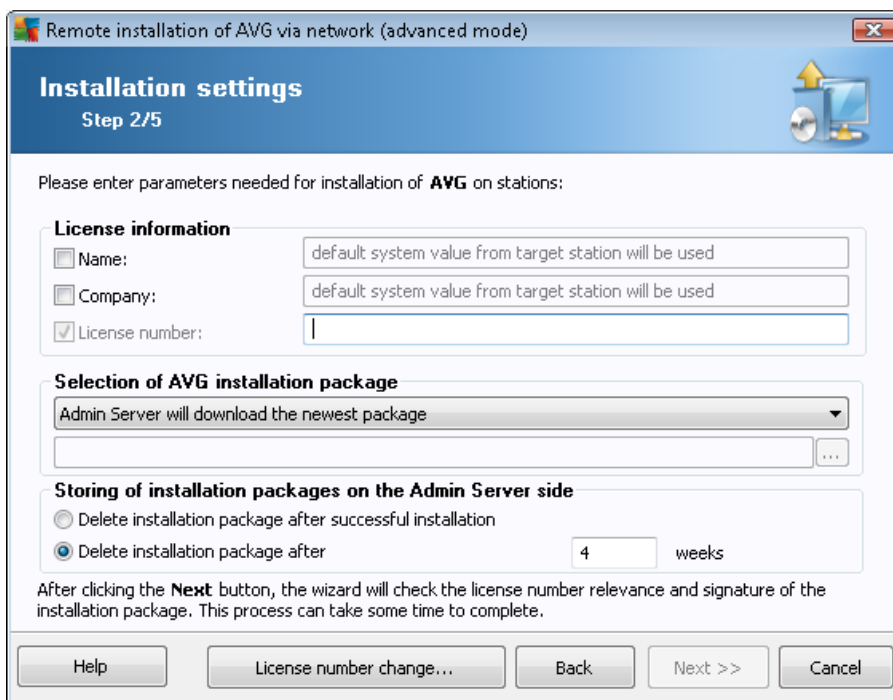 Remote installation of AVG via network (advanced mode)
Installation settings
Step 2/5
Please enter parameters needed for installation of AVG on stations:
License information
Name: default system value from target station will be used
Company: default system value from target station will be used
License number:
Selection of AVG installation package
Admin Server will download the newest package
...
Storing of installation packages on the Admin Server side
Delete installation package after successful installation
Delete installation package after 4 weeks
After clicking the Next button, the wizard will check the license number relevance and signature of the
installation package. This process can take some time to complete.
Help License number change... Back Next >> Cancel